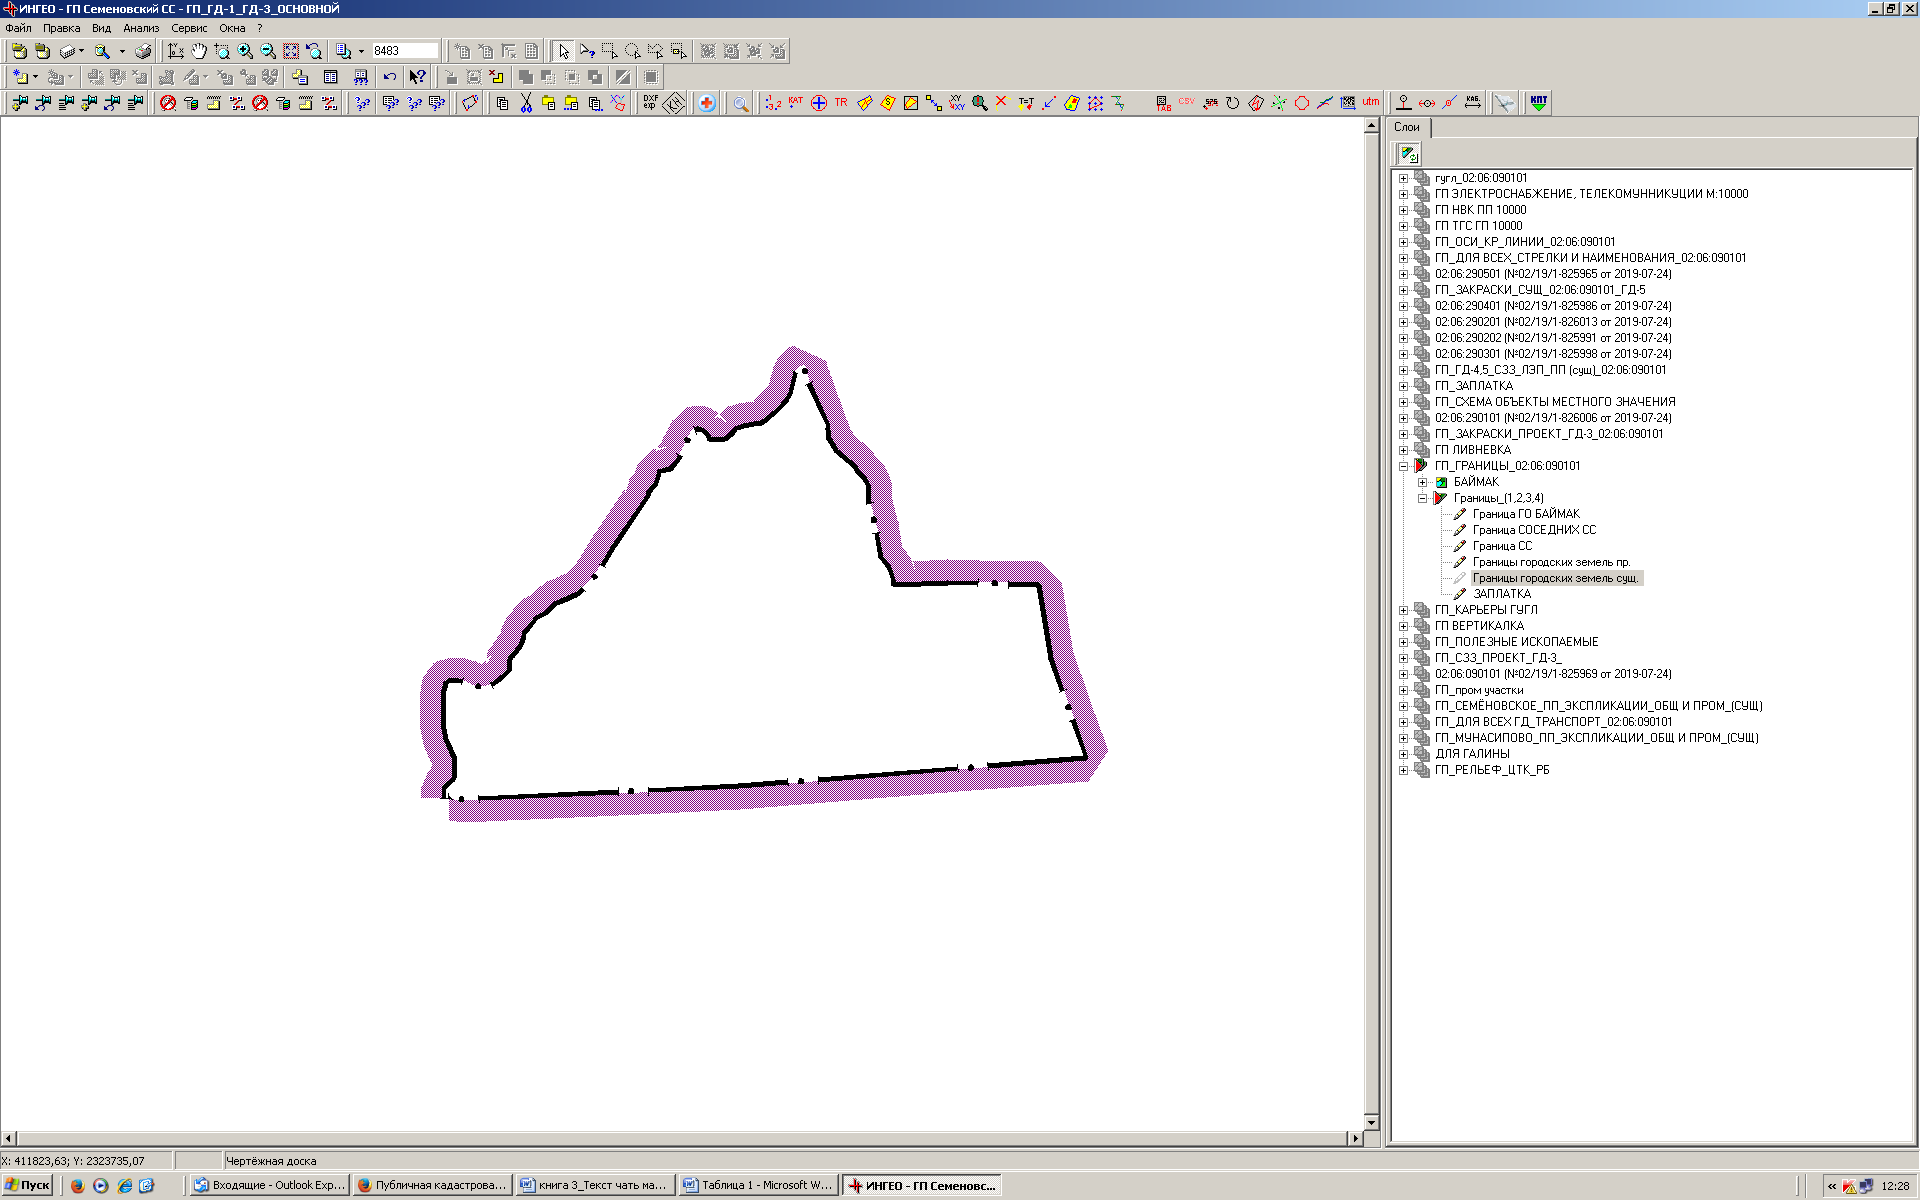 ИНГЕО - ГП Семеновский СС - ГП_ГД-1_ГД-3_ОСНОВНОЙ
Файл Правка Вид Анализ Сервис Окна ?
8483
DXF exp
КАТ TR CSV utm КАБ. КПТ
Слои
гугл_02:06:090101
ГП ЭЛЕКТРОСНАБЖЕНИЕ, ТЕЛЕКОМУННИКУЦИИ М:10000
ГП НВК ПП 10000
ГП ТГС ГП 10000
ГП_ОСИ_КР_ЛИНИИ_02:06:090101
ГП_ДЛЯ ВСЕХ_СТРЕЛКИ И НАИМЕНОВАНИЯ_02:06:090101
02:06:290501 (№02/19/1-825965 от 2019-07-24)
ГП_ЗАКРАСКИ_СУЩ_02:06:090101_ГД-5
02:06:290401 (№02/19/1-825986 от 2019-07-24)
02:06:290201 (№02/19/1-826013 от 2019-07-24)
02:06:290202 (№02/19/1-825991 от 2019-07-24)
02:06:290301 (№02/19/1-825998 от 2019-07-24)
ГП_ГД-4,5_СЗЗ_ЛЭП_ПП (сущ)_02:06:090101
ГП_ЗАПЛАТКА
ГП_СХЕМА ОБЪЕКТЫ МЕСТНОГО ЗНАЧЕНИЯ
02:06:290101 (№02/19/1-826006 от 2019-07-24)
ГП_ЗАКРАСКИ_ПРОЕКТ_ГД-3_02:06:090101
ГП ЛИВНЕВКА
ГП_ГРАНИЦЫ_02:06:090101
БАЙМАК
Границы_(1,2,3,4)
Граница ГО БАЙМАК
Граница СОСЕДНИХ СС
Граница СС
Границы городских земель пр.
Границы городских земель сущ.
ЗАПЛАТКА
ГП_КАРЬЕРЫ ГУГЛ
ГП ВЕРТИКАЛКА
ГП_ПОЛЕЗНЫЕ ИСКОПАЕМЫЕ
ГП_СЗЗ_ПРОЕКТ_ГД-3_
02:06:090101 (№02/19/1-825969 от 2019-07-24)
ГП_пром участки
ГП_СЕМЁНОВСКОЕ_ПП_ЭКСПЛИКАЦИИ_ОБЩ И ПРОМ_(СУЩ)
ГП_ДЛЯ ВСЕХ ГД_ТРАНСПОРТ_02:06:090101
ГП_МУНАСИПОВО_ПП_ЭКСПЛИКАЦИИ_ОБЩ И ПРОМ_(СУЩ)
ДЛЯ ГАЛИНЫ
ГП_РЕЛЬЕФ_ЦТК_РБ
X: 411823,63; Y: 2323735,07 Чертёжная доска
Пуск Входящие - Outlook Exp... Публичная кадастрова... книга 3_Текст чать ма... Таблица 1 - Microsoft W... ИНГЕО - ГП Семеновс... « 12:28